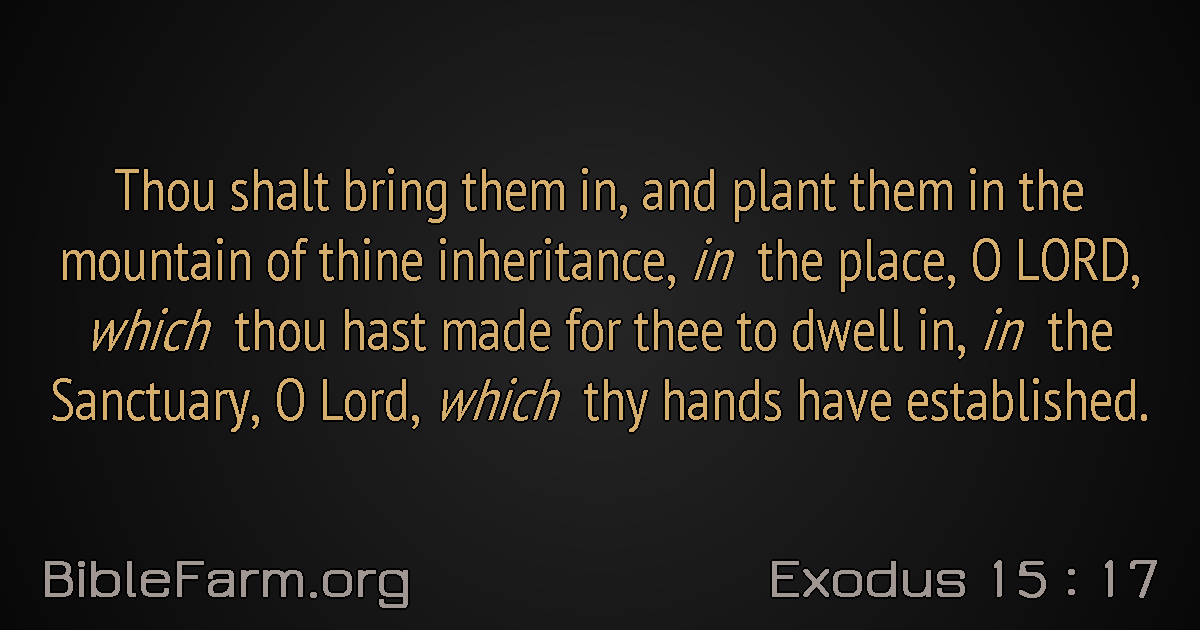 Thou shalt bring them in, and plant them in the
mountain of thine inheritance, in the place, O LORD,
which thou hast made for thee to dwell in, in the
Sanctuary, O Lord, which thy hands have established.
BibleFarm.org
Exodus 15 : 17